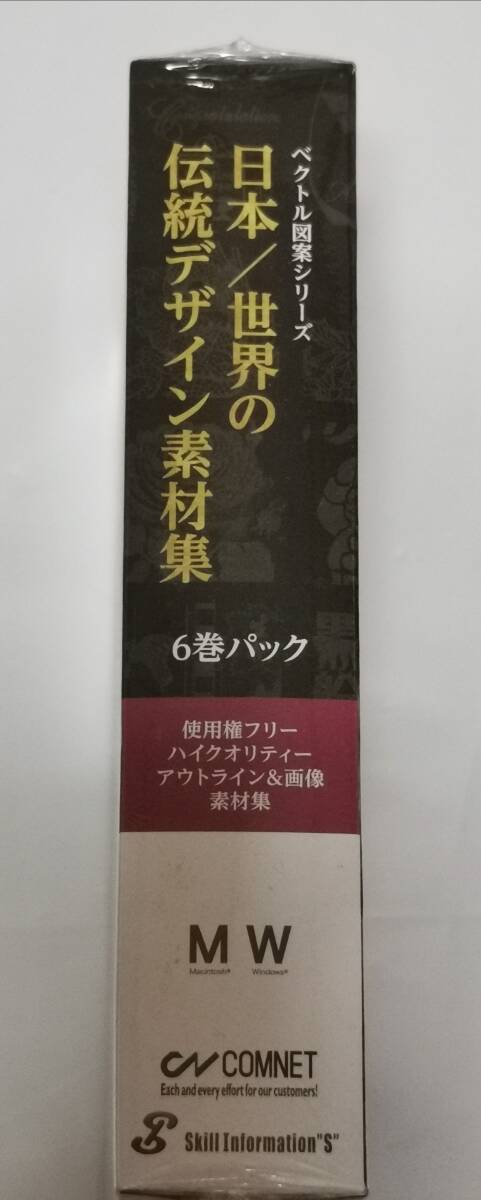 ベクトル図案シリーズ
日本／世界の
伝統デザイン素材集
6巻パック
使用権フリー
ハイクオリティー
アウトライン＆画像
素材集
M W
Macintosh® Windows®
COMNET
Each and every effort for our customers!
Skill Information"S"